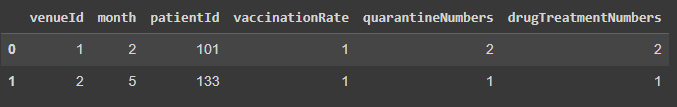 venueId month patientId vaccinationRate quarantineNumbers drugTreatmentNumbers
0 1 2 101 1 2 2
1 2 5 133 1 1 1